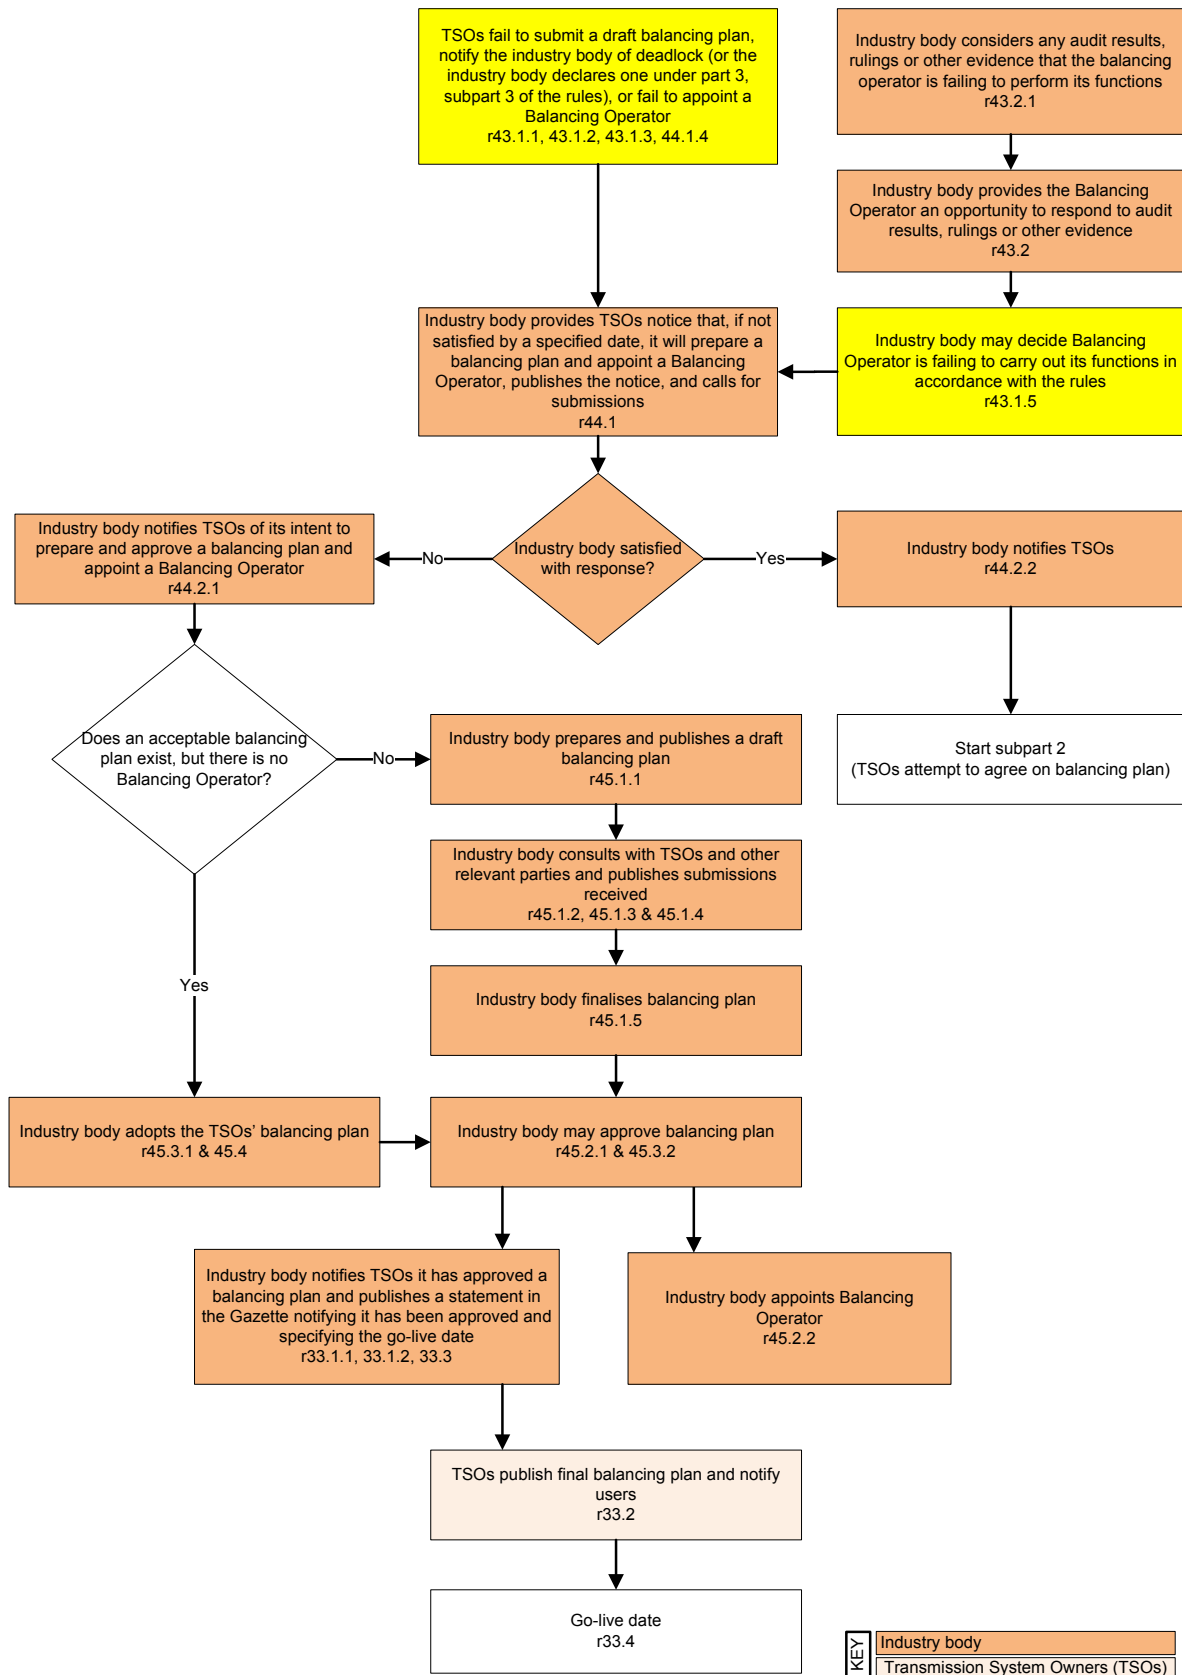 TSOs fail to submit a draft balancing plan,
notify the industry body of deadlock (or the
industry body declares one under part 3,
subpart 3 of the rules), or fail to appoint a
Balancing Operator
r43.1.1, 43.1.2, 43.1.3, 44.1.4
Industry body considers any audit results,
rulings or other evidence that the balancing
operator is failing to perform its functions
r43.2.1
Industry body provides the Balancing
Operator an opportunity to respond to audit
results, rulings or other evidence
r43.2
Industry body provides TSOs notice that, if not
satisfied by a specified date, it will prepare a
balancing plan and appoint a Balancing
Operator, publishes the notice, and calls for
submissions
r44.1
Industry body may decide Balancing
Operator is failing to carry out its functions in
accordance with the rules
r43.1.5
Industry body notifies TSOs of its intent to
prepare and approve a balancing plan and
appoint a Balancing Operator
r44.2.1
No
Industry body satisfied
with response?
Yes
Industry body notifies TSOs
r44.2.2
Does an acceptable balancing
plan exist, but there is no
Balancing Operator?
No
Industry body prepares and publishes a draft
balancing plan
r45.1.1
Start subpart 2
(TSOs attempt to agree on balancing plan)
Industry body consults with TSOs and other
relevant parties and publishes submissions
received
r45.1.2, 45.1.3 & 45.1.4
Yes
Industry body finalises balancing plan
r45.1.5
Industry body adopts the TSOs’ balancing plan
r45.3.1 & 45.4
Industry body may approve balancing plan
r45.2.1 & 45.3.2
Industry body notifies TSOs it has approved a
balancing plan and publishes a statement in
the Gazette notifying it has been approved and
specifying the go-live date
r33.1.1, 33.1.2, 33.3
Industry body appoints Balancing
Operator
r45.2.2
TSOs publish final balancing plan and notify
users
r33.2
Go-live date
r33.4
KEY
Industry body
Transmission System Owners (TSOs)